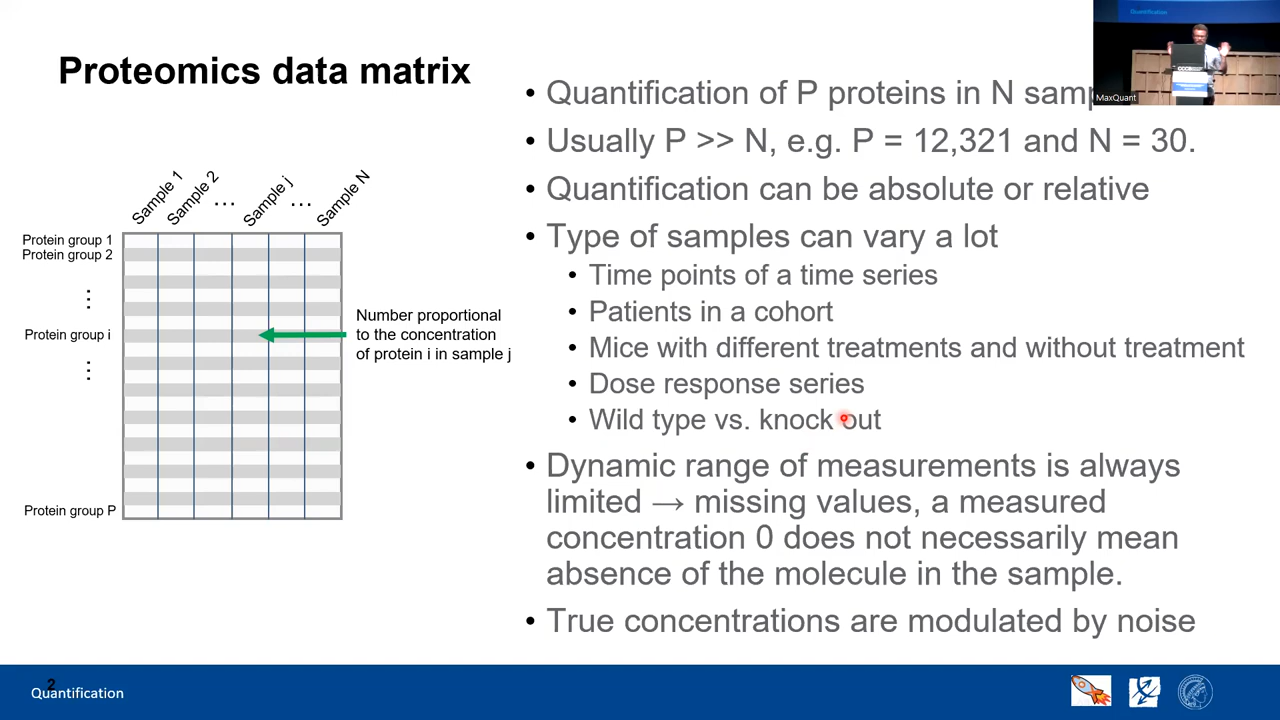 Proteomics data matrix
Sample 1
Sample 2
...
Sample j
...
Sample N
Protein group 1
Protein group 2
Protein group i
Protein group P
Number proportional
to the concentration
of protein i in sample j
• Quantification of P proteins in N
• Usually P >> N, e.g. P = 12,321 and N = 30.
• Quantification can be absolute or relative
• Type of samples can vary a lot
• Time points of a time series
• Patients in a cohort
• Mice with different treatments and without treatment
• Dose response series
• Wild type vs. knock out
• Dynamic range of measurements is always
limited → missing values, a measured
concentration 0 does not necessarily mean
absence of the molecule in the sample.
• True concentrations are modulated by noise
Quantification
MaxQuant
2
Quantification